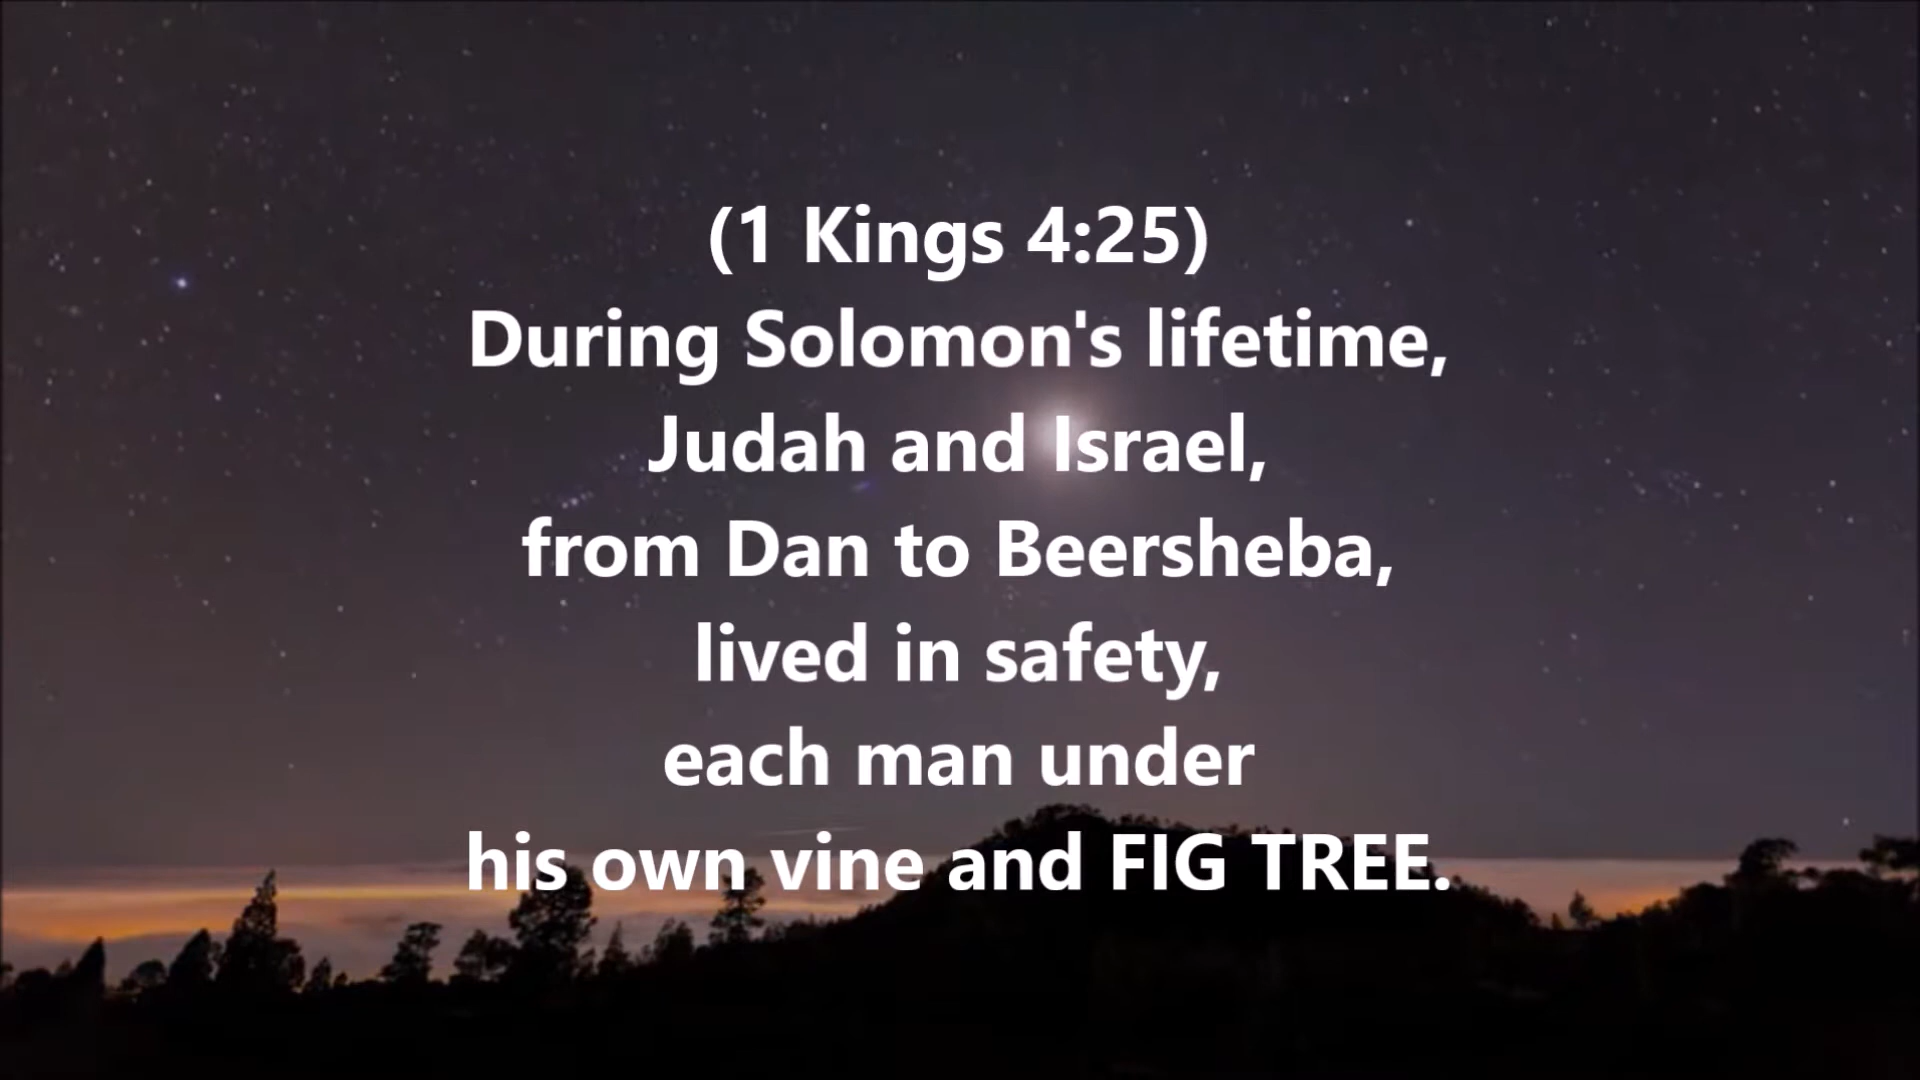 (1 Kings 4:25)
During Solomon's lifetime,
Judah and Israel,
from Dan to Beersheba,
lived in safety,
each man under
his own vine and FIG TREE.